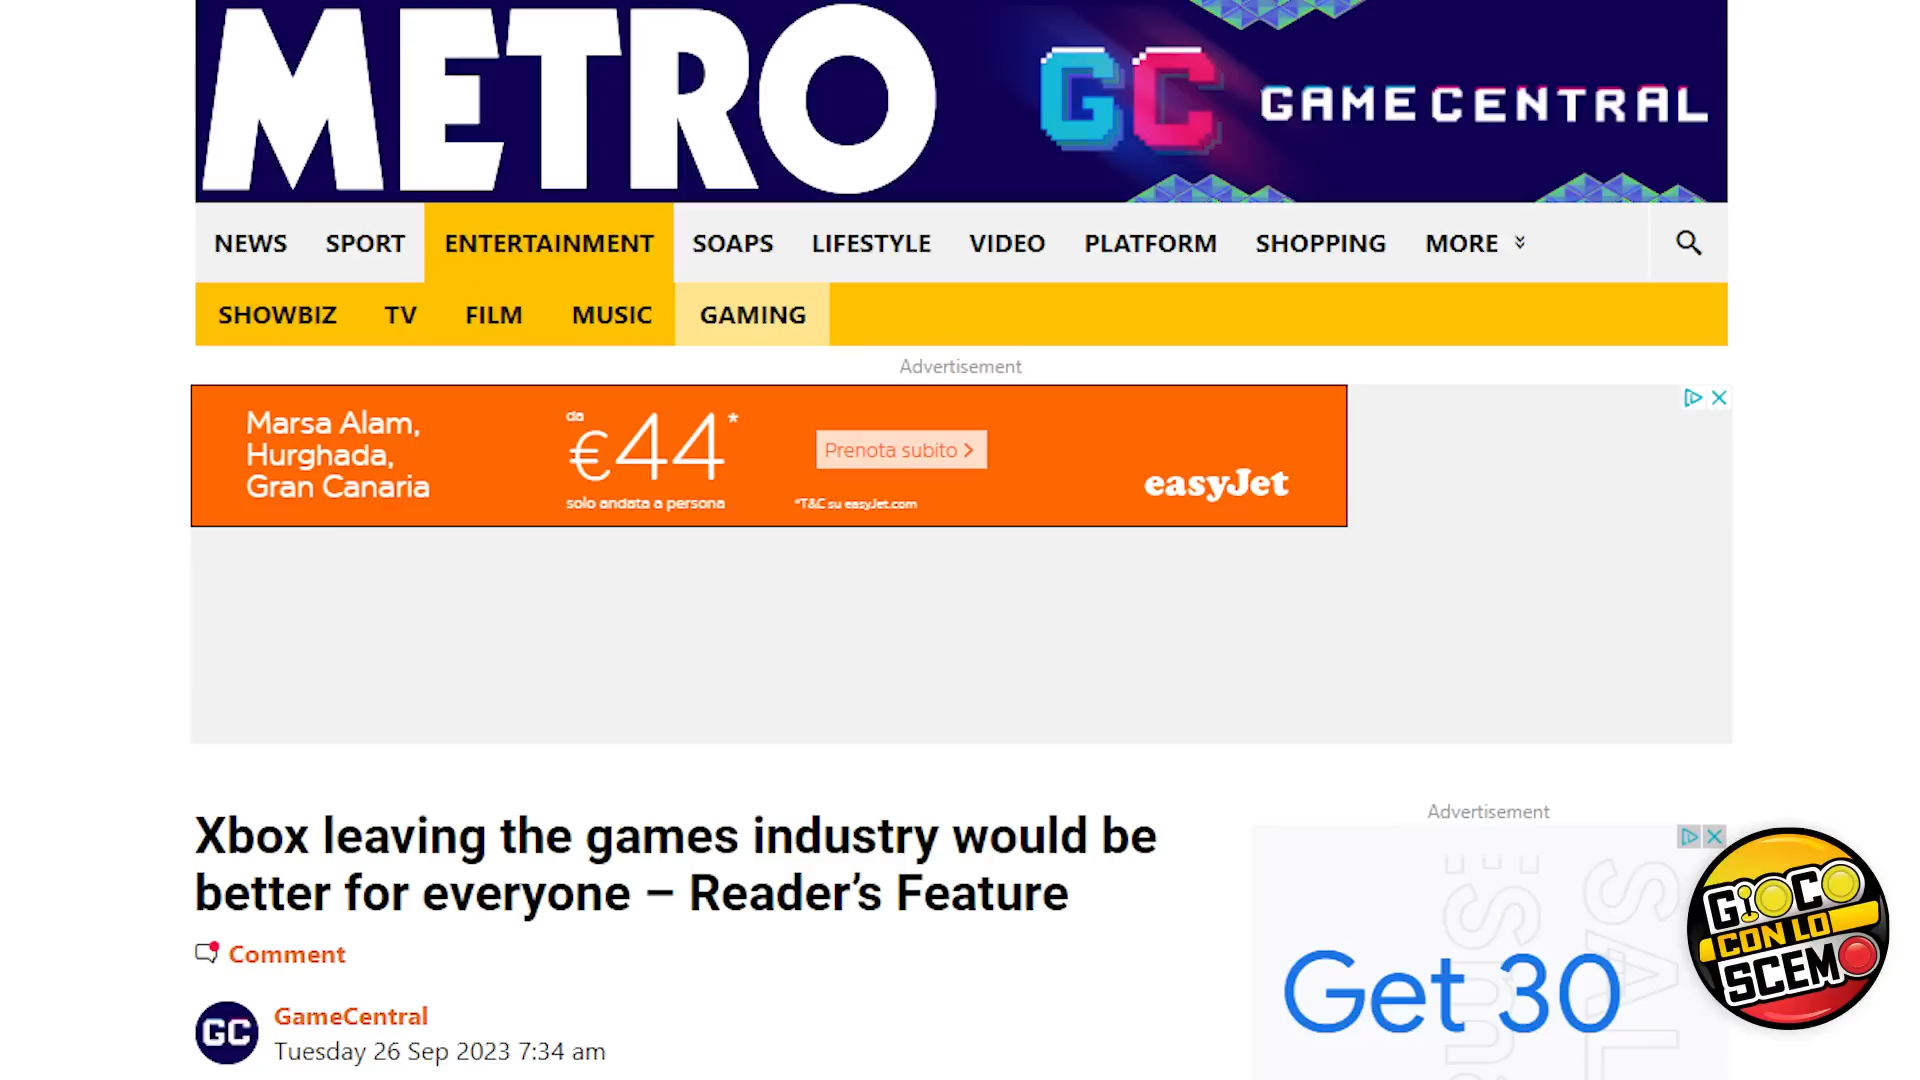 METRO
GC GAME CENTRAL
NEWS SPORT ENTERTAINMENT SOAPS LIFESTYLE VIDEO PLATFORM SHOPPING MORE
SHOWBIZ TV FILM MUSIC GAMING
Advertisement
Marsa Alam,
Hurghada,
Gran Canaria
da
€44*
solo andata a persona
Prenota subito >
*T&C su easyJet.com
easyJet
Xbox leaving the games industry would be
better for everyone – Reader's Feature
Comment
GC
GameCentral
Tuesday 26 Sep 2023 7:34 am
Advertisement
Get 30
GIOCO
CON LO
SCEMO